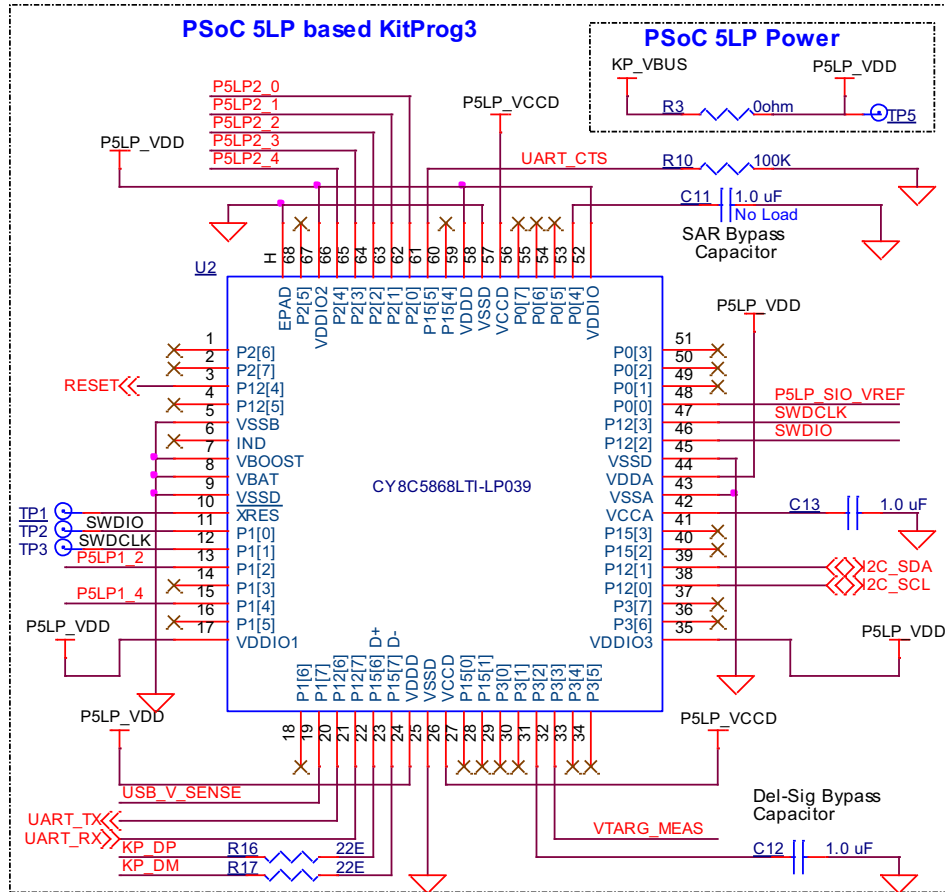 PSoC 5LP based KitProg3
PSoC 5LP Power
KP_VBUS
P5LP_VDD
R3
0ohm
TP5
P5LP2_0
P5LP2_1
P5LP2_2
P5LP2_3
P5LP2_4
P5LP_VDD
P5LP_VCCD
UART_CTS
R10
100K
C11
1.0 uF
No Load
SAR Bypass
Capacitor
U2
H
68
67
66
65
64
63
62
61
60
59
58
57
56
55
54
53
52
EPAD
P2[5]
VDDIO2
P2[4]
P2[3]
P2[2]
P2[1]
P2[0]
P15[5]
P15[4]
VDDD
VSSD
VCCD
P0[7]
P0[6]
P0[5]
P0[4]
VDDIO
P5LP_VDD
1
P2[6]
2
P2[7]
RESET
3
P12[4]
4
P12[5]
5
VSSB
6
IND
7
VBOOST
8
VBAT
9
VSSD
10
XRES
TP1
TP2
SWDIO
11
P1[0]
TP3
SWDCLK
12
P1[1]
P5LP1_2
13
P1[2]
14
P1[3]
P5LP1_4
15
P1[4]
16
P1[5]
17
VDDIO1
P5LP_VDD
CY8C5868LTI-LP039
51
P0[3]
50
P0[2]
49
P0[1]
48
P0[0]
P5LP_SIO_VREF
47
P12[3]
SWDCLK
46
P12[2]
SWDIO
45
VSSD
44
VDDA
43
VSSA
42
VCCA
C13
1.0 uF
41
P15[3]
40
P15[2]
39
P12[1]
I2C_SDA
38
P12[0]
I2C_SCL
37
P3[7]
36
P3[6]
35
VDDIO3
P5LP_VDD
P1[6]
P1[7]
P12[6]
P12[7]
P15[6] D+
P15[7] D-
VDDD
VSSD
VCCD
P15[0]
P15[1]
P3[0]
P3[1]
P3[2]
P3[3]
P3[4]
P3[5]
18
19
20
21
22
23
24
25
26
27
28
29
30
31
32
33
34
P5LP_VDD
P5LP_VCCD
USB_V_SENSE
UART_TX
UART_RX
KP_DP
R16
22E
KP_DM
R17
22E
VTARG_MEAS
Del-Sig Bypass
Capacitor
C12
1.0 uF